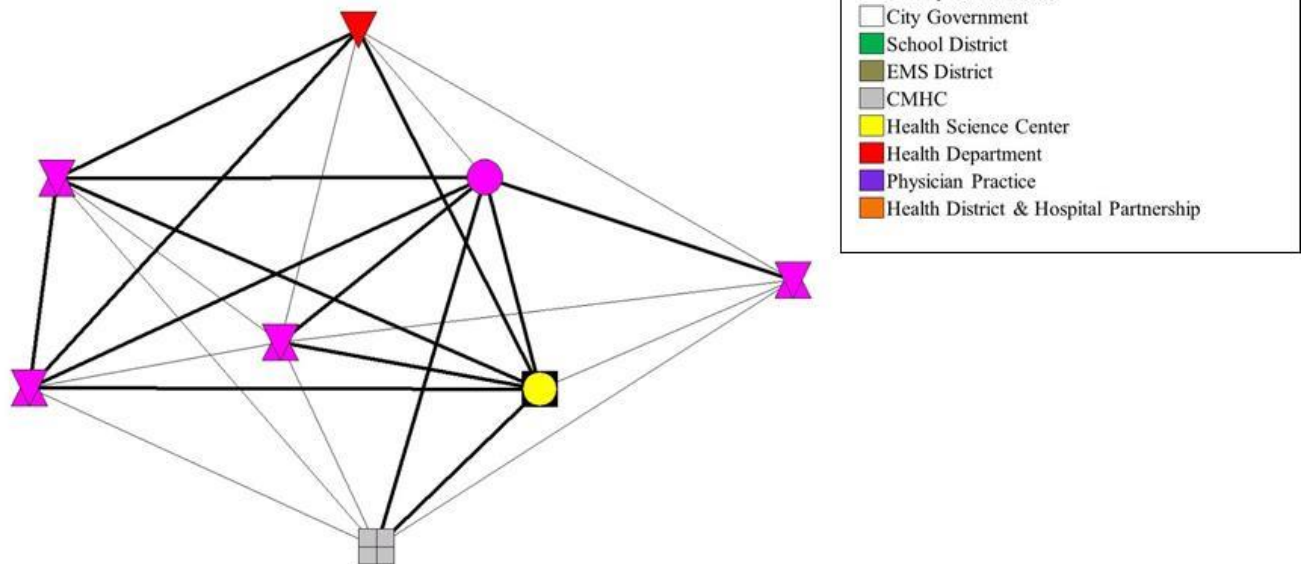 City Government
School District
EMS District
CMHC
Health Science Center
Health Department
Physician Practice
Health District & Hospital Partnership